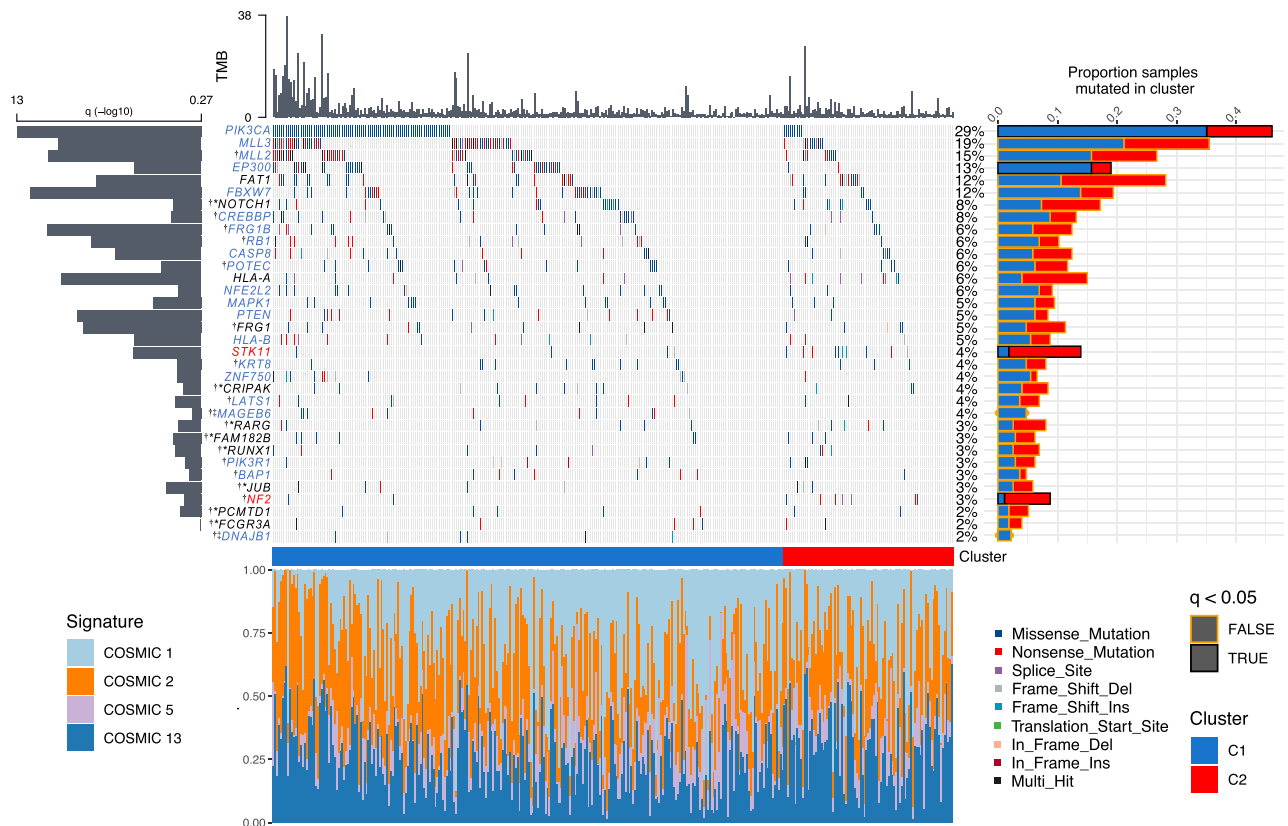 38
TMB
0
13
q (−log10)
0.27
Proportion samples
mutated in cluster
0.0 0.1 0.2 0.3 0.4
PIK3CA 29%
MLL3 19%
†MLL2 15%
EP300 13%
FAT1 12%
FBXW7 12%
†*NOTCH1 8%
†CREBBP 8%
†FRG1B 6%
†RB1 6%
CASP8 6%
†POTEC 6%
HLA-A 6%
NFE2L2 6%
MAPK1 5%
PTEN 5%
†FRG1 5%
HLA-B 5%
STK11 4%
†KRT8 4%
ZNF750 4%
†*CRIPAK 4%
†LATS1 4%
†‡MAGEB6 4%
†*RARG 3%
†*FAM182B 3%
†*RUNX1 3%
†PIK3R1 3%
†BAP1 3%
†*JUB 3%
†NF2 3%
†*PCMTD1 2%
†*FCGR3A 2%
†‡DNAJB1 2%
Cluster
1.00
0.75
0.50
0.25
0.00
Signature
COSMIC 1
COSMIC 2
COSMIC 5
COSMIC 13
Missense_Mutation
Nonsense_Mutation
Splice_Site
Frame_Shift_Del
Frame_Shift_Ins
Translation_Start_Site
In_Frame_Del
In_Frame_Ins
Multi_Hit
q < 0.05
FALSE
TRUE
Cluster
C1
C2